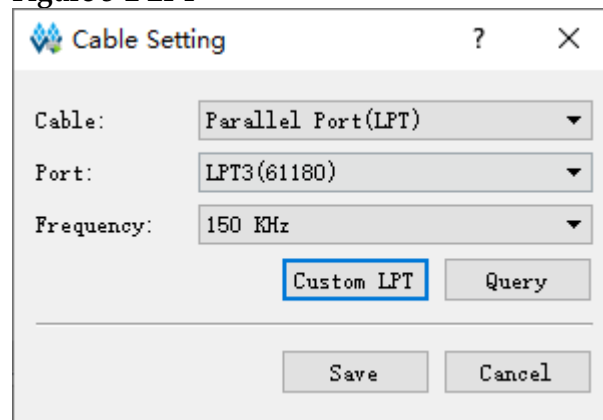 Cable Setting ? ×
Cable: Parallel Port(LPT)
Port: LPT3(61180)
Frequency: 150 KHz
Custom LPT Query
Save Cancel